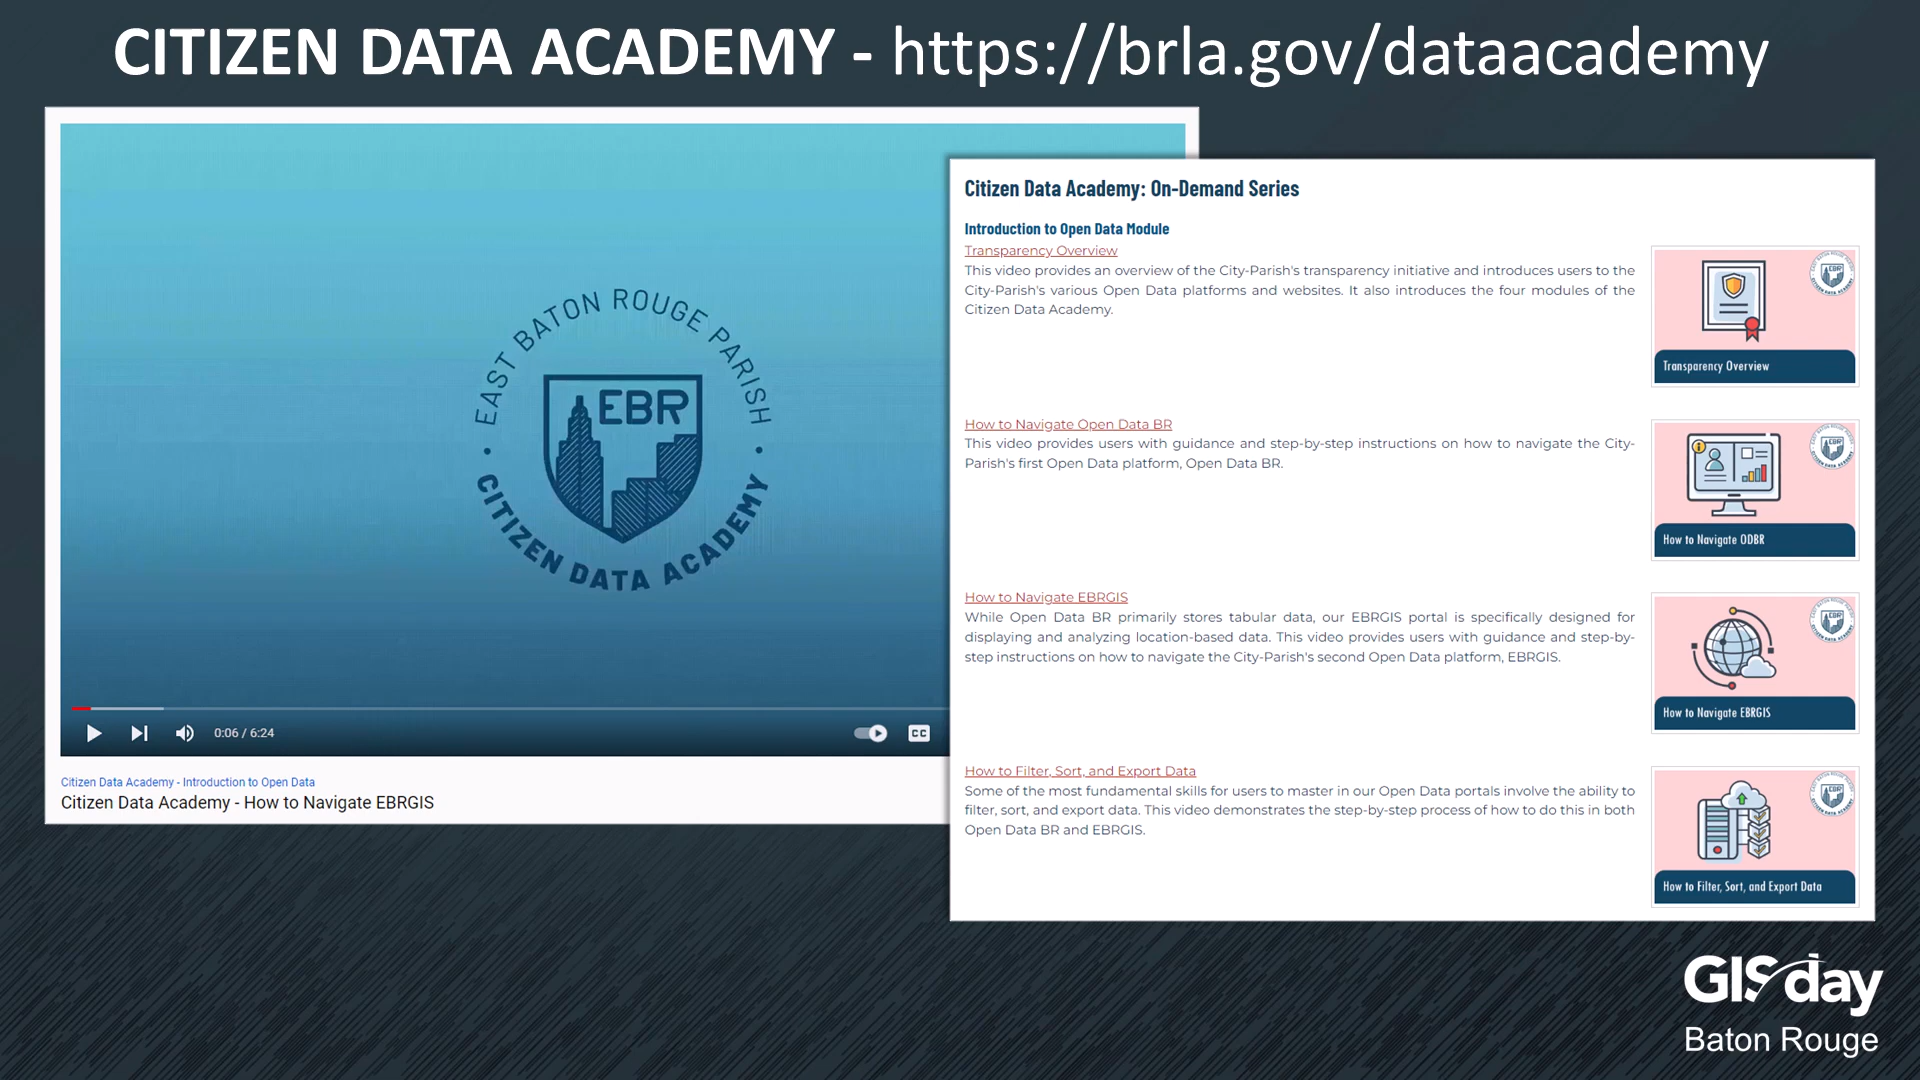 CITIZEN DATA ACADEMY - https://brla.gov/dataacademy
EAST BATON ROUGE PARISH
EBR
CITIZEN DATA ACADEMY
0:06 / 6:24
CC
Citizen Data Academy - Introduction to Open Data
Citizen Data Academy - How to Navigate EBRGIS
Citizen Data Academy: On-Demand Series
Introduction to Open Data Module
Transparency Overview
This video provides an overview of the City-Parish's transparency initiative and introduces users to the
City-Parish's various Open Data platforms and websites. It also introduces the four modules of the
Citizen Data Academy.
EBR
Transparency Overview
How to Navigate Open Data BR
This video provides users with guidance and step-by-step instructions on how to navigate the City-
Parish's first Open Data platform, Open Data BR.
EBR
How to Navigate ODBR
How to Navigate EBRGIS
While Open Data BR primarily stores tabular data, our EBRGIS portal is specifically designed for
displaying and analyzing location-based data. This video provides users with guidance and step-by-
step instructions on how to navigate the City-Parish's second Open Data platform, EBRGIS.
EBR
How to Navigate EBRGIS
How to Filter, Sort, and Export Data
Some of the most fundamental skills for users to master in our Open Data portals involve the ability to
filter, sort, and export data. This video demonstrates the step-by-step process of how to do this in both
Open Data BR and EBRGIS.
EBR
How to Filter, Sort, and Export Data
GISday
Baton Rouge